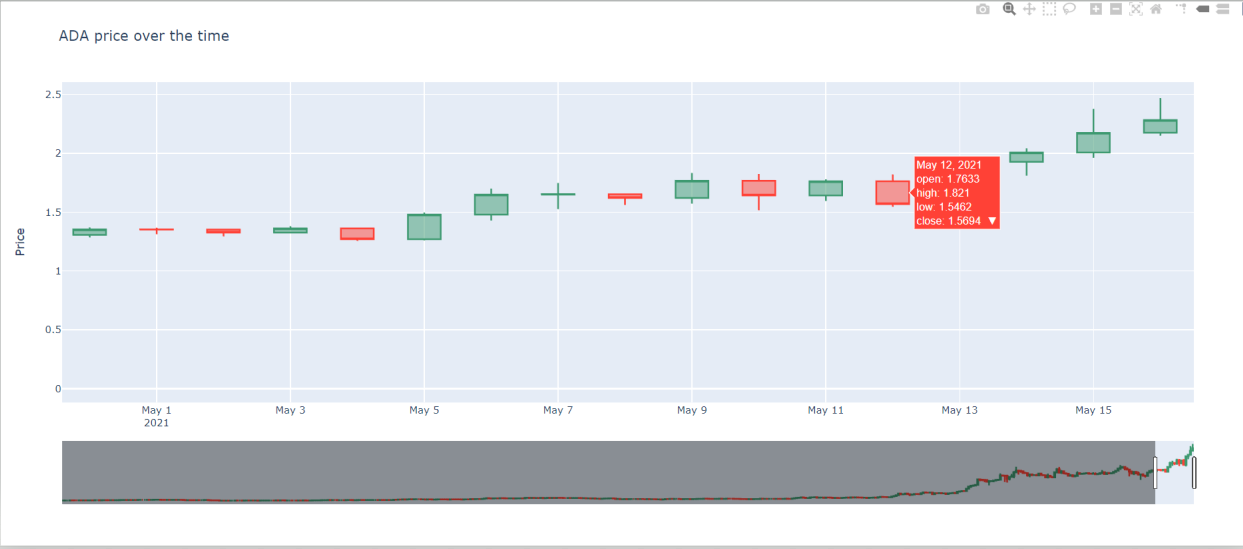 ADA price over the time
2.5
2
1.5
1
0.5
0
Price
May 12, 2021
open: 1.7633
high: 1.821
low: 1.5462
close: 1.5694 ▼
May 1 May 3 May 5 May 7 May 9 May 11 May 13 May 15
2021